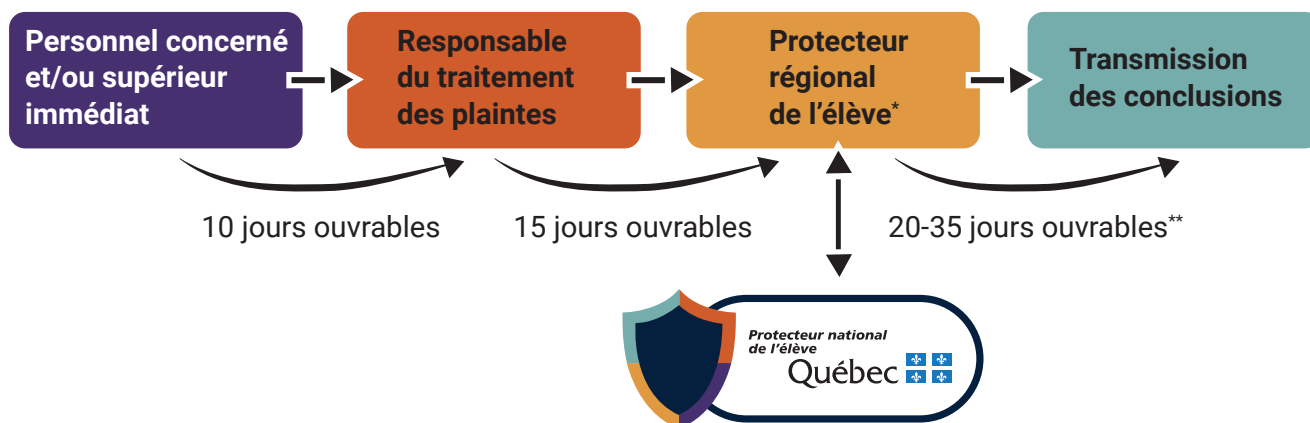 Personnel concerné
et/ou supérieur
immédiat
Responsable
du traitement
des plaintes
Protecteur
régional
de l'élève*
Transmission
des conclusions
10 jours ouvrables
15 jours ouvrables
20-35 jours ouvrables**
Protecteur national
de l'élève
Québec